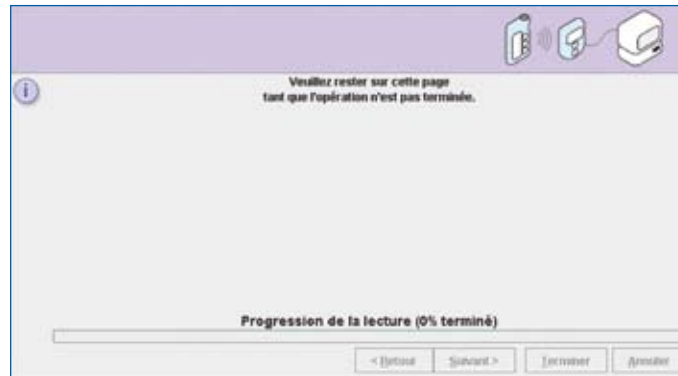 i
Veuillez rester sur cette page
tant que l'opération n'est pas terminée.
Progression de la lecture (0% terminé)
< Retour Suivant > Terminer Annuler